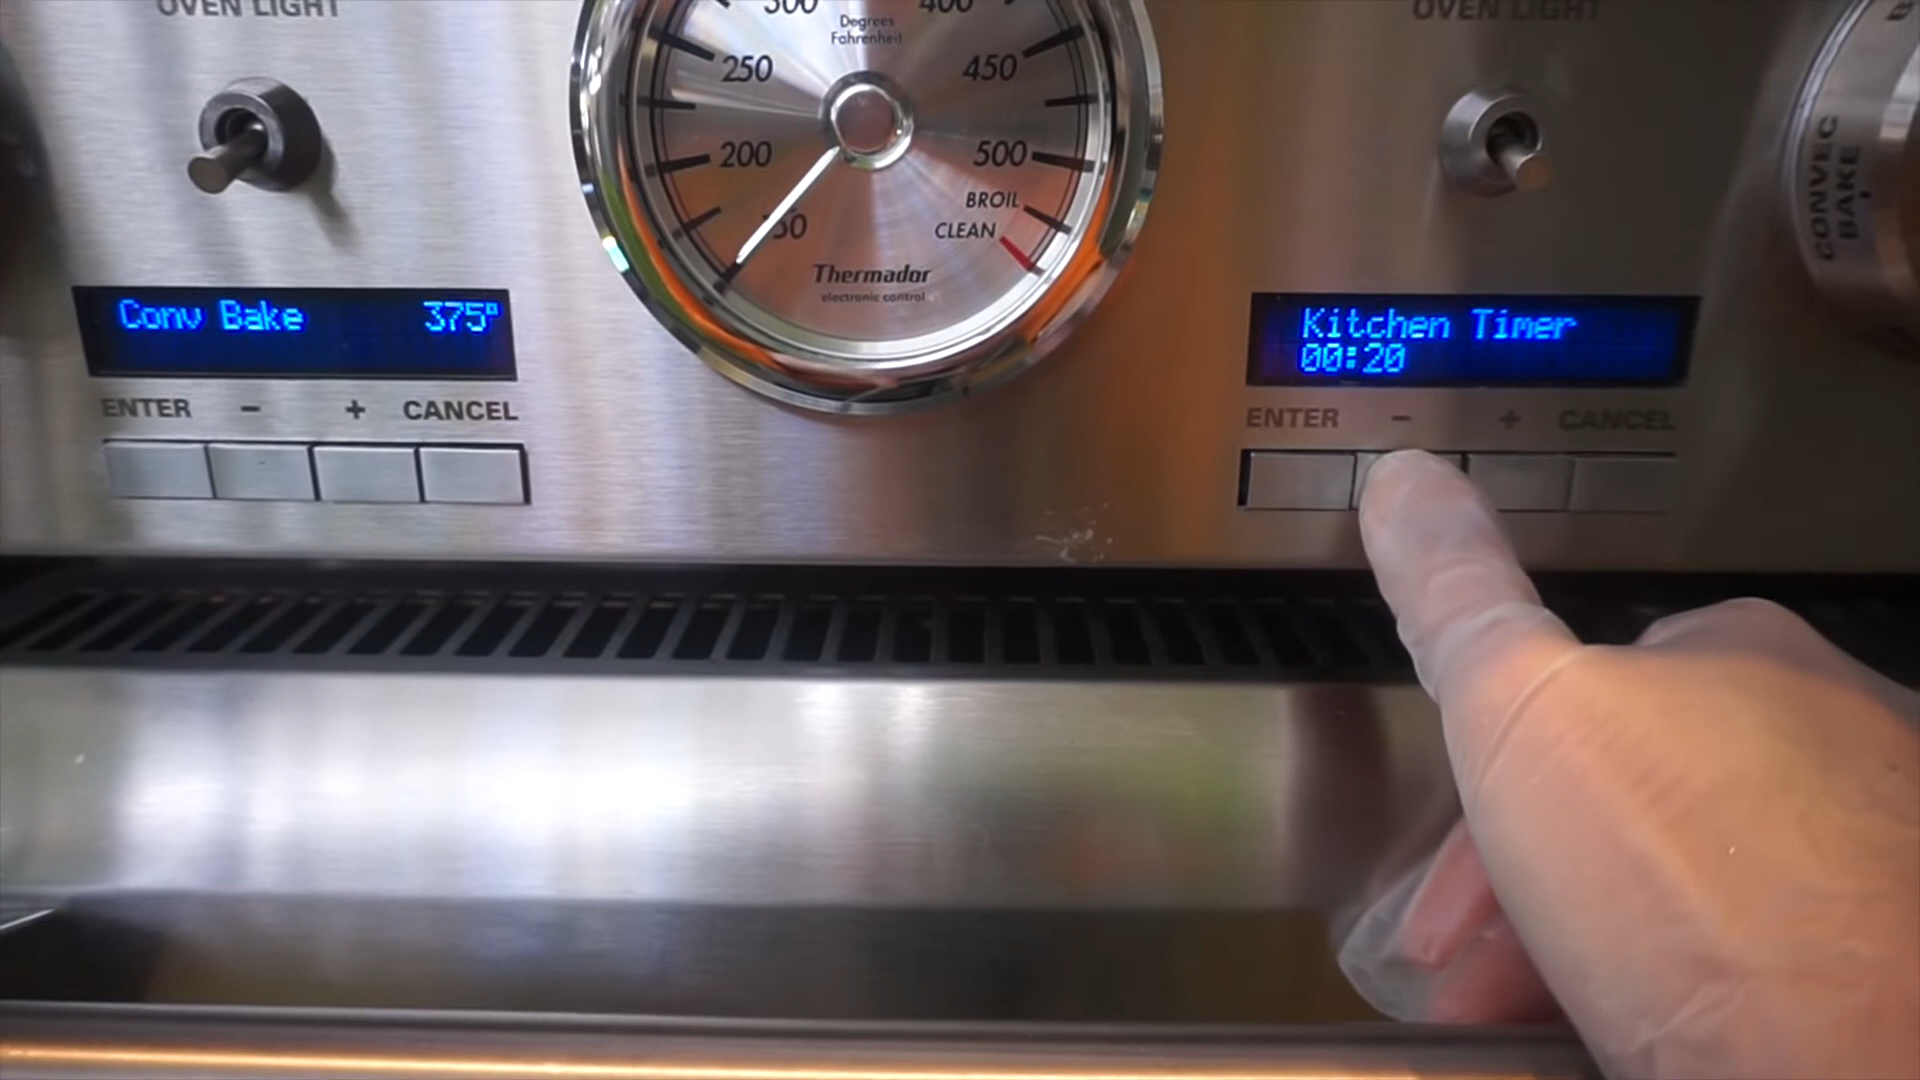 OVEN LIGHT
300
400
OVEN LIGHT
Degrees
Fahrenheit
250
450
200
500
BROIL
CLEAN
Thermador
electronic control
CONVEC
BAKE
Conv Bake 375°
ENTER - + CANCEL
Kitchen Timer
00:20
ENTER - + CANCEL